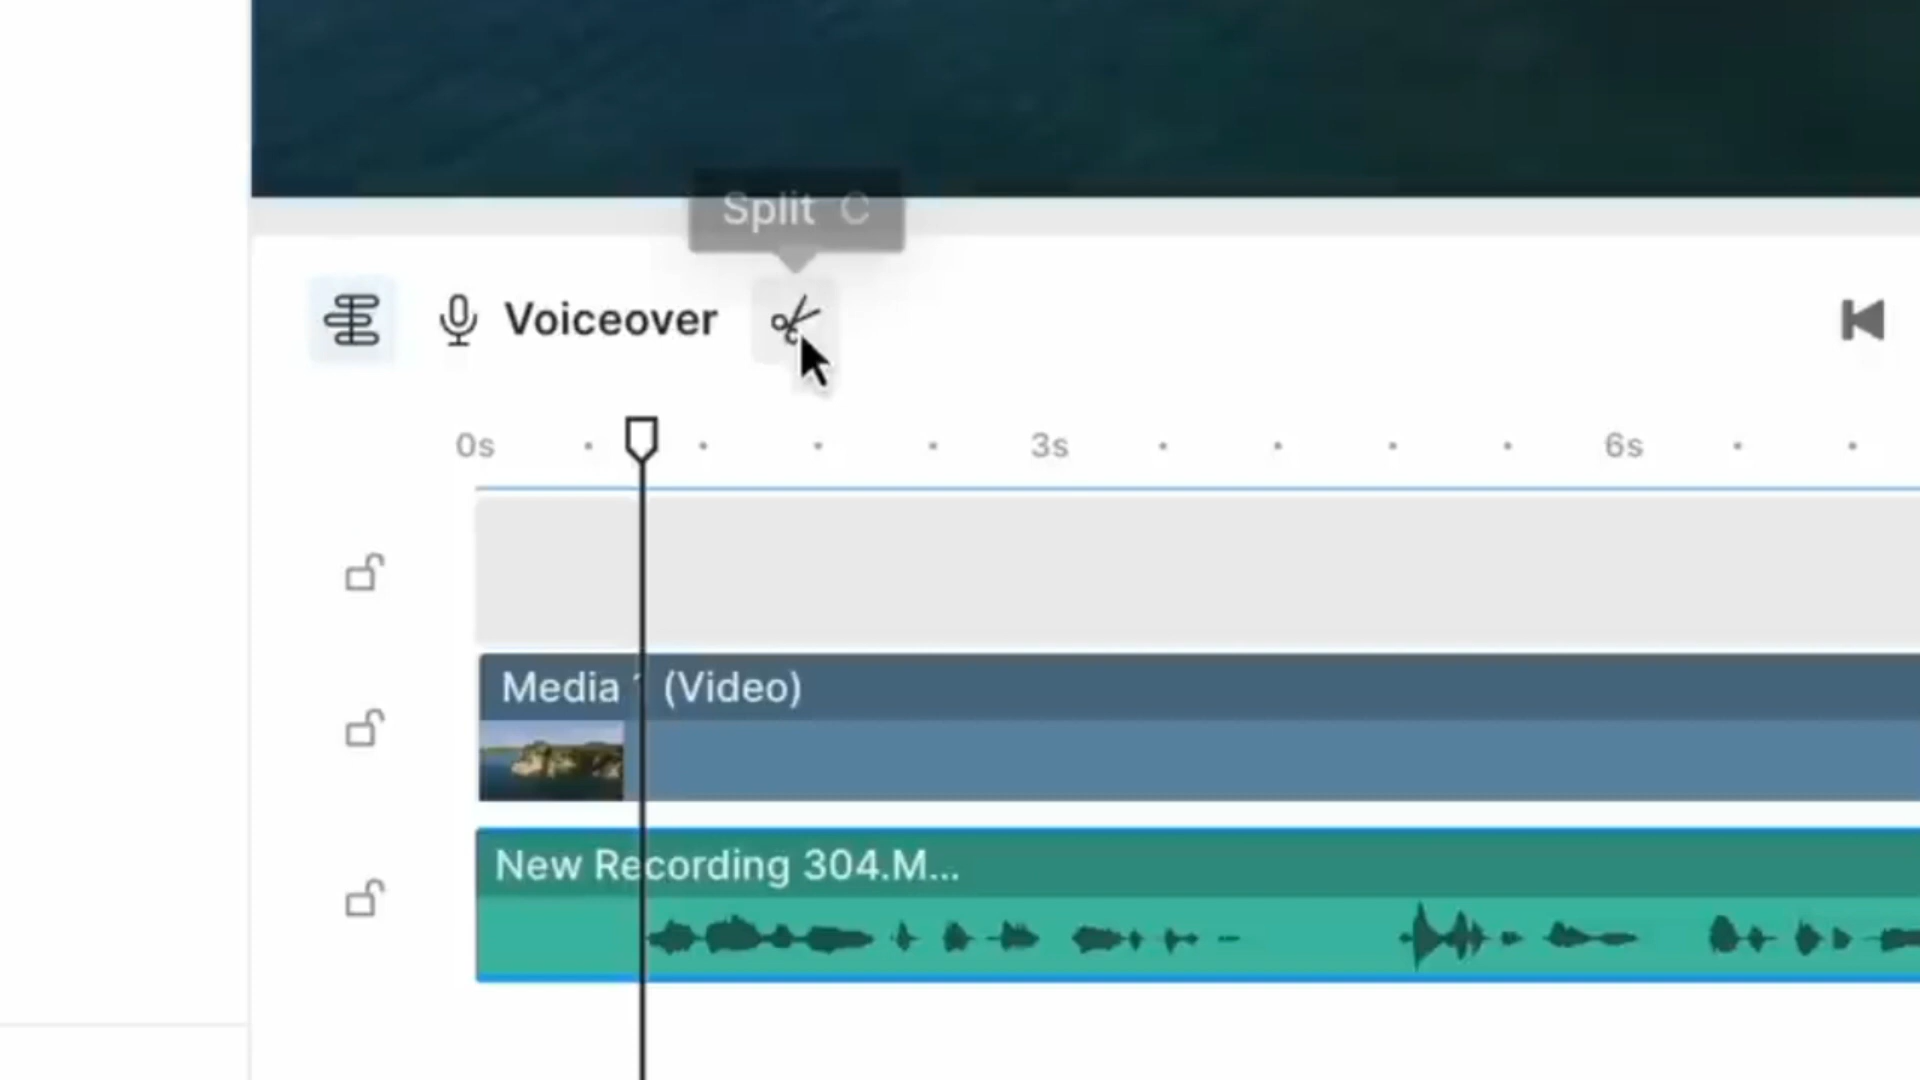 Split C
Voiceover
0s 3s 6s
Media (Video)
New Recording 304.M...